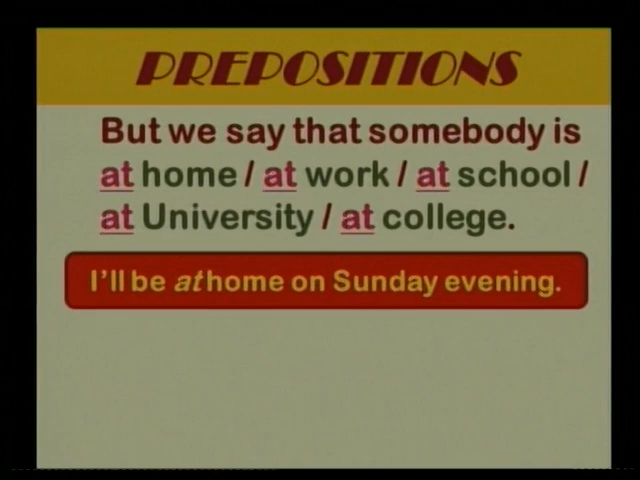 PREPOSITIONS
But we say that somebody is
at home / at work / at school /
at University / at college.
I'll be at home on Sunday evening.